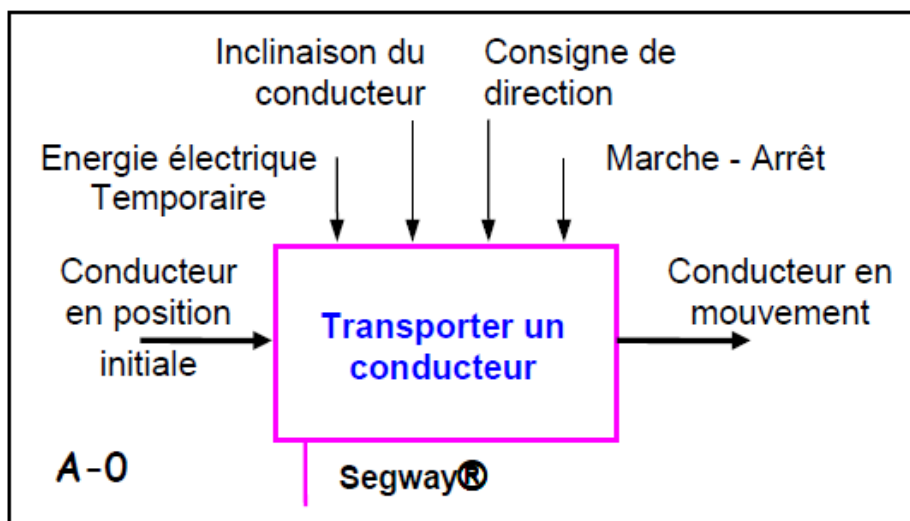 Inclinaison du
conducteur
Consigne de
direction
Energie électrique
Temporaire
Marche - Arrêt
Conducteur
en position
initiale
Transporter un
conducteur
Conducteur en
mouvement
A-0
Segway®